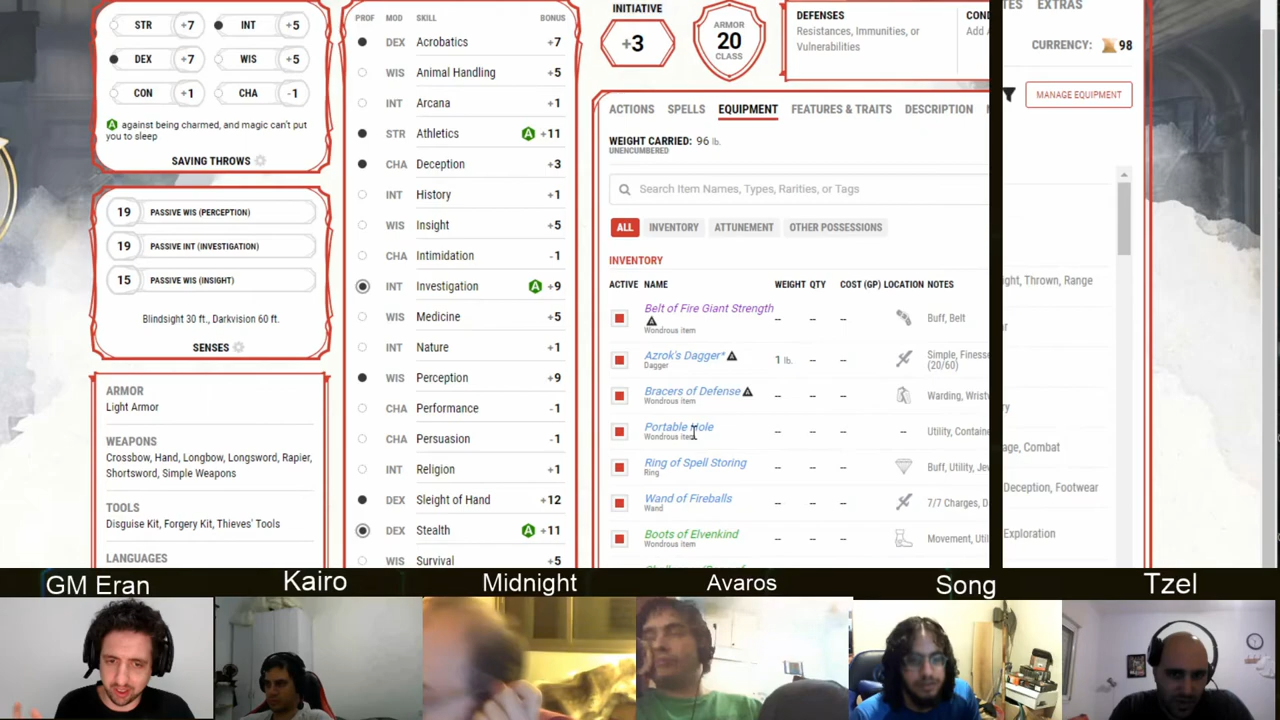 STR +7 INT +5
DEX +7 WIS +5
CON +1 CHA -1
A against being charmed, and magic can't put
you to sleep
SAVING THROWS
19 PASSIVE WIS (PERCEPTION)
19 PASSIVE INT (INVESTIGATION)
15 PASSIVE WIS (INSIGHT)
Blindsight 30 ft., Darkvision 60 ft.
SENSES
ARMOR
Light Armor
WEAPONS
Crossbow, Hand, Longbow, Longsword, Rapier,
Shortsword, Simple Weapons
TOOLS
Disguise Kit, Forgery Kit, Thieves' Tools
LANGUAGES
PROF MOD SKILL BONUS
DEX Acrobatics +7
WIS Animal Handling +5
INT Arcana +1
STR Athletics A +11
CHA Deception +3
INT History +1
WIS Insight +5
CHA Intimidation -1
INT Investigation A +9
WIS Medicine +5
INT Nature +1
WIS Perception +9
CHA Performance -1
CHA Persuasion -1
INT Religion +1
DEX Sleight of Hand +12
DEX Stealth A +11
WIS Survival +5
INITIATIVE
+3
ARMOR
20
CLASS
DEFENSES
Resistances, Immunities, or
Vulnerabilities
CON
Add
ACTIONS SPELLS EQUIPMENT FEATURES & TRAITS DESCRIPTION
WEIGHT CARRIED: 96 lb.
UNENCUMBERED
Search Item Names, Types, Rarities, or Tags
ALL INVENTORY ATTUNEMENT OTHER POSSESSIONS
INVENTORY
ACTIVE NAME WEIGHT QTY COST (GP) LOCATION NOTES
Belt of Fire Giant Strength -- -- -- Buff, Belt
Wondrous item
Azrok's Dagger* 1 lb. -- -- Simple, Finesse
Dagger (20/60)
Bracers of Defense -- -- -- Warding, Wrist
Wondrous item
Portable Hole -- -- -- -- Utility, Contain
Wondrous item
Ring of Spell Storing -- -- -- Buff, Utility, Je
Ring
Wand of Fireballs -- -- -- 7/7 Charges, D
Wand
Boots of Elvenkind -- -- -- Movement, Util
Wondrous item
TES EXTRAS
CURRENCY: 98
MANAGE EQUIPMENT
ght, Thrown, Range
ry
age, Combat
Deception, Footwear
Exploration
GM Eran Kairo Midnight Avaros Song Tzel